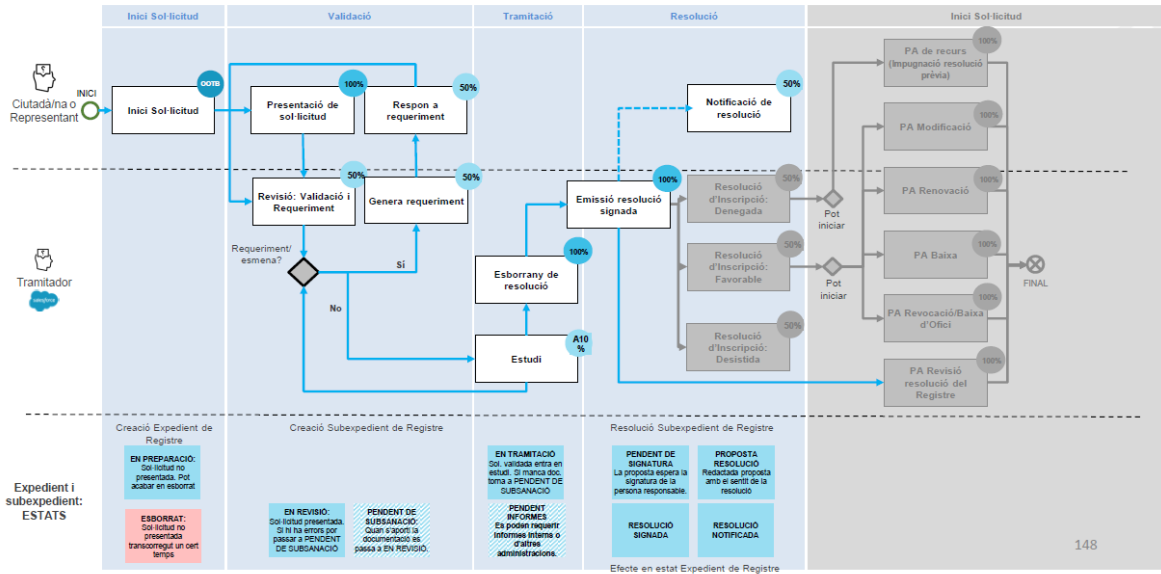 Inici Sol·licitud
Validació
Tramitació
Resolució
Inici Sol·licitud
Ciutadà/na o
Representant
INICI
Inici Sol·licitud
OOTB
Presentació de
sol·licitud
100%
Respon a
requeriment
50%
Notificació de
resolució
50%
PA de recurs
(Impugnació resolució
prèvia)
100%
PA Modificació
100%
Tramitador
salesforce
Revisió: Validació i
Requeriment
50%
Genera requeriment
50%
Requeriment/
esmena?
Sí
No
Emissió resolució
signada
100%
Esborrany de
resolució
100%
Estudi
A10
%
Resolució
d'Inscripció:
Denegada
50%
Resolució
d'Inscripció:
Favorable
50%
Resolució
d'Inscripció:
Desistida
50%
Pot
iniciar
Pot
iniciar
PA Renovació
100%
PA Baixa
100%
PA Revocació/Baixa
d'Ofici
100%
PA Revisió
resolució del
Registre
100%
FINAL
Expedient i
subexpedient:
ESTATS
Creació Expedient de
Registre
EN PREPARACIÓ:
Sol·licitud no
presentada. Pot
acabar en esborrat
ESBORRAT:
Sol·licitud no
presentada
transcorregut un cert
temps
Creació Subexpedient de Registre
EN REVISIÓ:
Sol·licitud presentada.
Si hi ha errors por
passar a PENDENT
DE SUBSANACIÓ
PENDENT DE
SUBSANACIÓ:
Quan s'aporti la
documentació es
passa a EN REVISIÓ.
EN TRAMITACIÓ
Sol. validada entra en
estudi. Si manca doc.
torna a PENDENT DE
SUBSANACIÓ
PENDENT
INFORMES
Es poden requerir
informes interns o
d'altres
administracions.
Resolució Subexpedient de Registre
PENDENT DE
SIGNATURA
La proposta espera la
signatura de la
persona responsable.
PROPOSTA
RESOLUCIÓ
Redactada proposta
amb el sentit de la
resolució
RESOLUCIÓ
SIGNADA
RESOLUCIÓ
NOTIFICADA
Efecte en estat Expedient de Registre
148